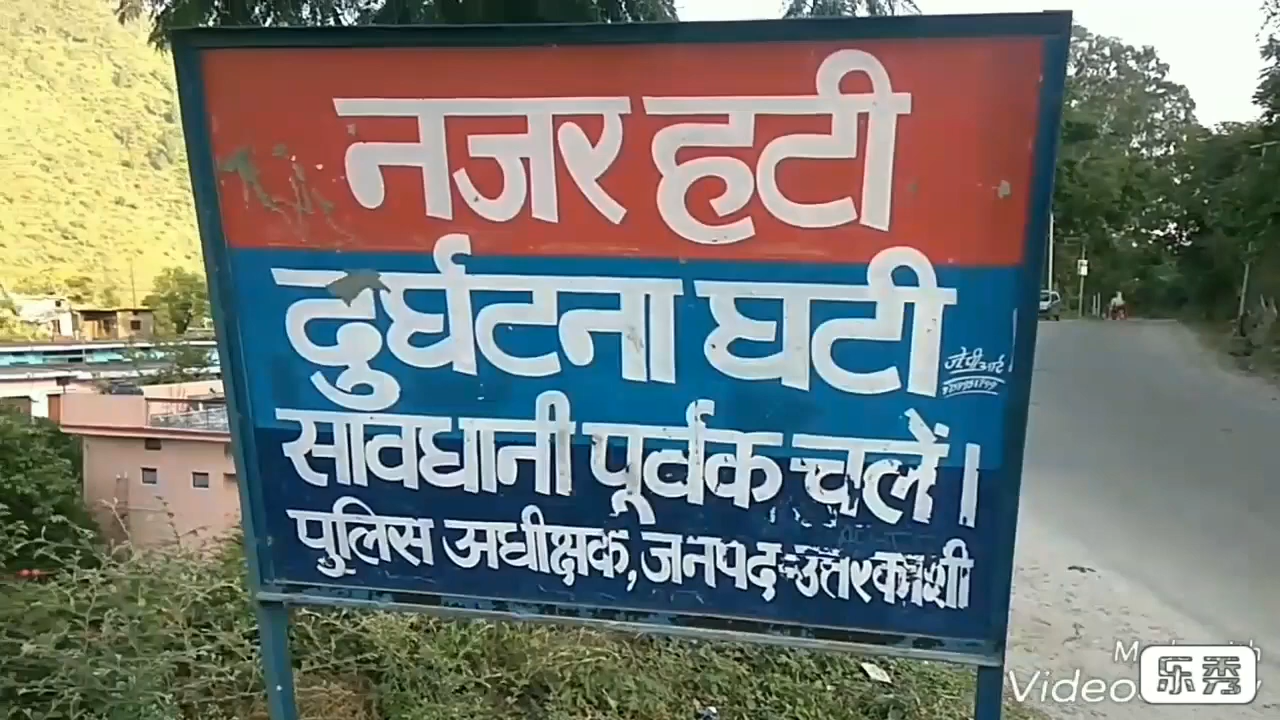 नजर हटी
दुर्घटना घटी
जे.पी आर्ट
सावधानी पूर्वक चलें।
पुलिस अधीक्षक, जनपद-उत्तरकाशी
Video
乐秀